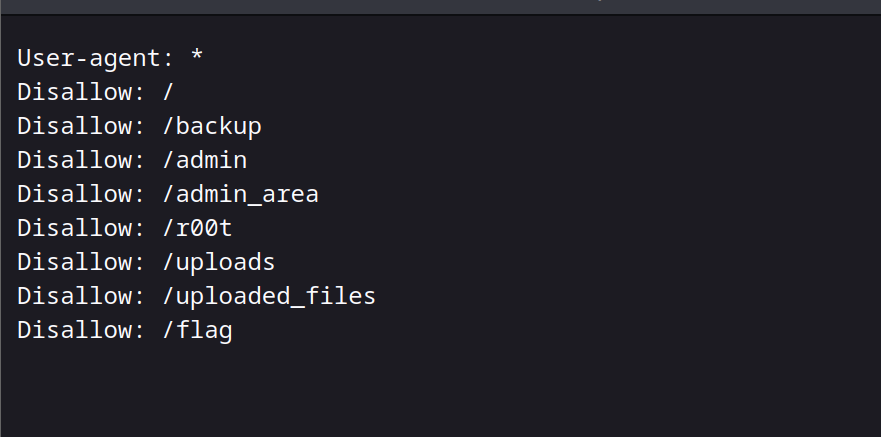 User-agent: *
Disallow: /
Disallow: /backup
Disallow: /admin
Disallow: /admin_area
Disallow: /r00t
Disallow: /uploads
Disallow: /uploaded_files
Disallow: /flag